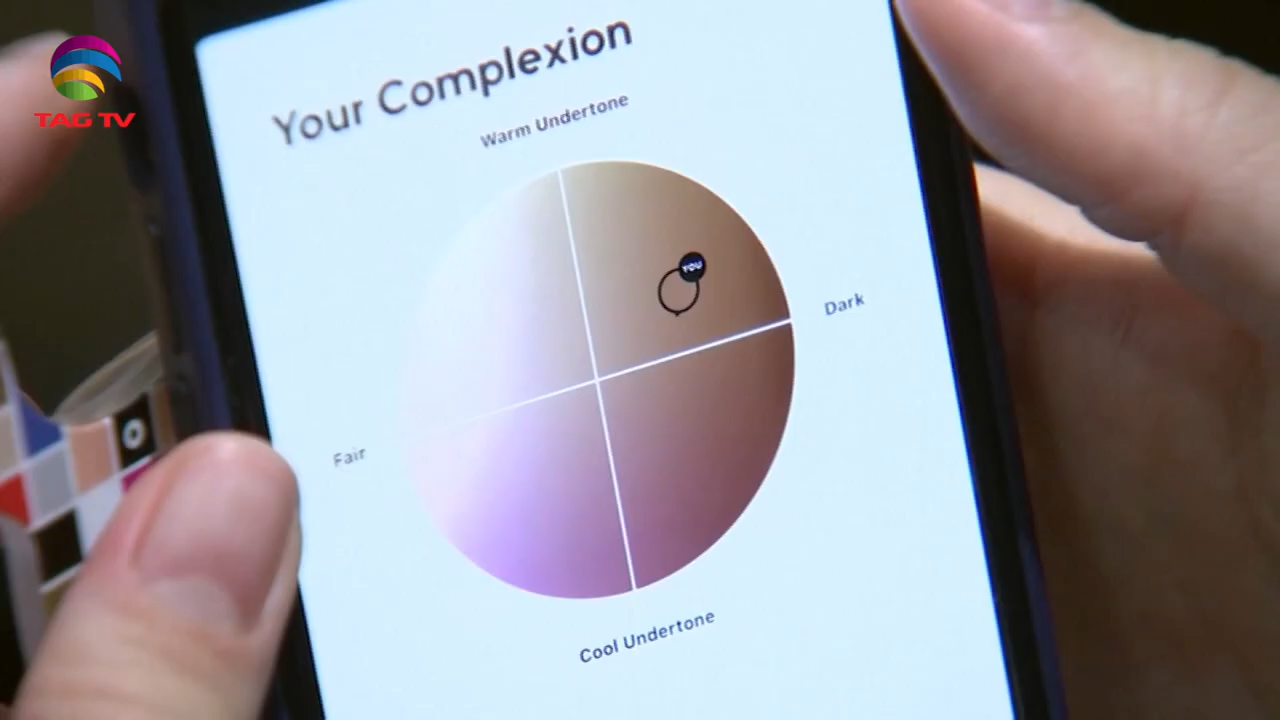 TAG TV
Your Complexion
Warm Undertone
YOU
Dark
Fair
Cool Undertone